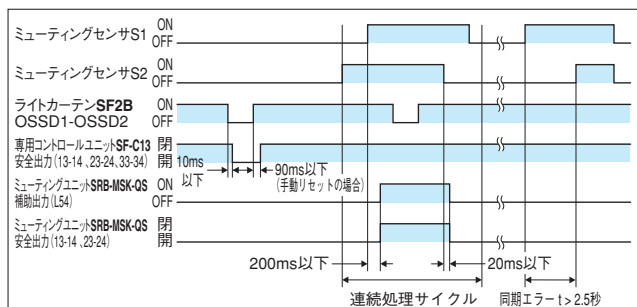 ミューティングセンサS1 ON
OFF
ミューティングセンサS2 ON
OFF
ライトカーテンSF2B ON
OSSD1-OSSD2 OFF
専用コントロールユニットSF-C13 閉
安全出力(13-14、23-24、33-34) 開
10ms
以下
90ms以下
(手動リセットの場合)
ミューティングユニットSRB-MSK-QS ON
補助出力(L54) OFF
ミューティングユニットSRB-MSK-QS 閉
安全出力(13-14、23-24) 開
200ms以下 20ms以下
連続処理サイクル 同期エラー t> 2.5秒